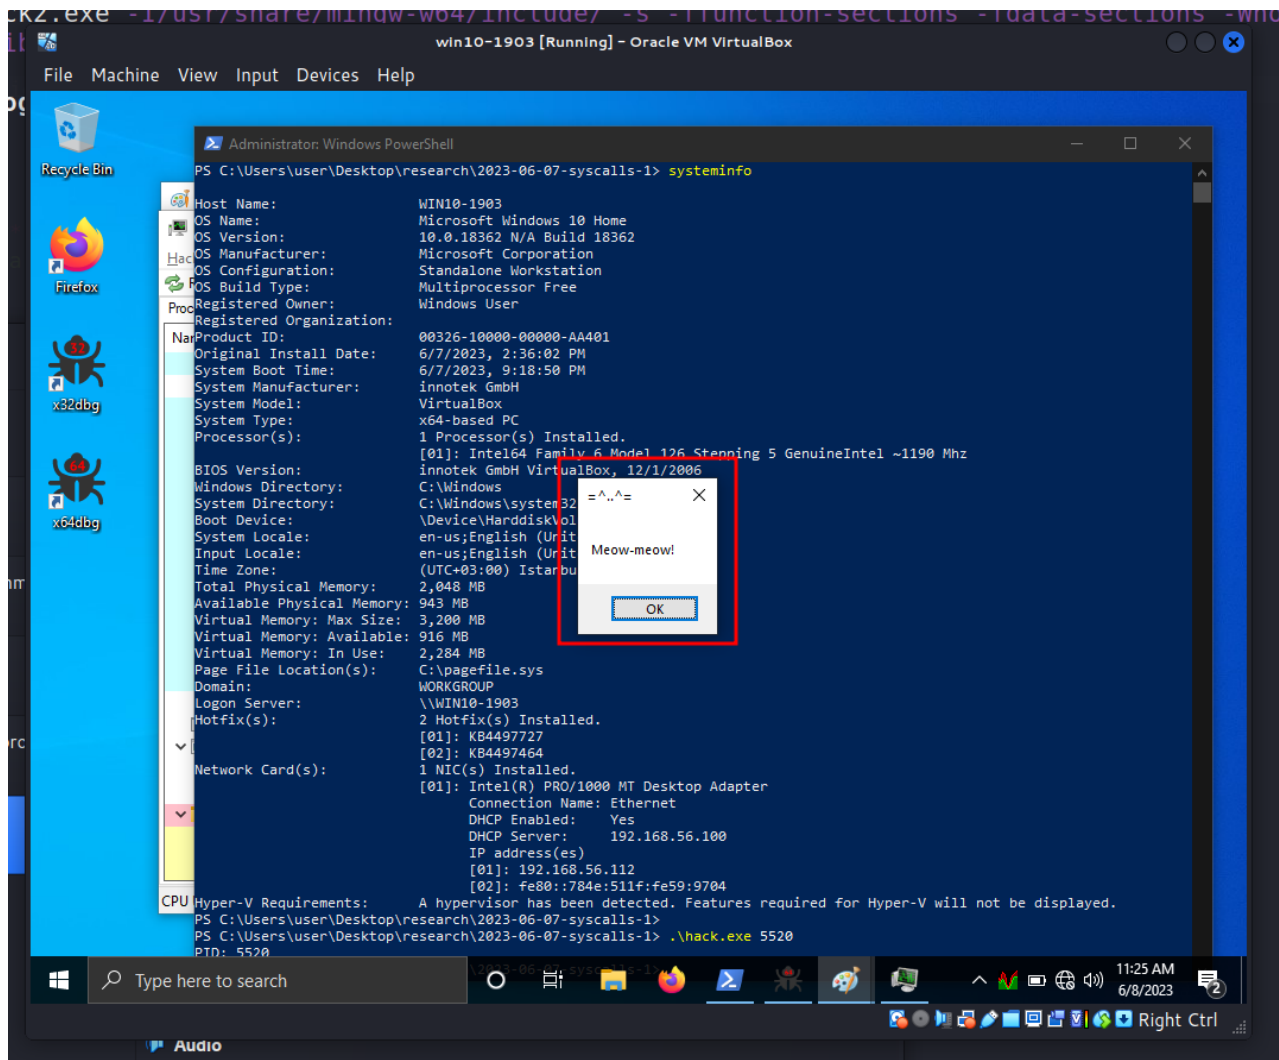 win10-1903 [Running] - Oracle VM VirtualBox
File Machine View Input Devices Help
Recycle Bin
Firefox
x32dbg
x64dbg
Administrator: Windows PowerShell
PS C:\Users\user\Desktop\research\2023-06-07-syscalls-1> systeminfo
Host Name: WIN10-1903
OS Name: Microsoft Windows 10 Home
OS Version: 10.0.18362 N/A Build 18362
OS Manufacturer: Microsoft Corporation
OS Configuration: Standalone Workstation
OS Build Type: Multiprocessor Free
Registered Owner: Windows User
Registered Organization:
Product ID: 00326-10000-00000-AA401
Original Install Date: 6/7/2023, 2:36:02 PM
System Boot Time: 6/7/2023, 9:18:50 PM
System Manufacturer: innotek GmbH
System Model: VirtualBox
System Type: x64-based PC
Processor(s): 1 Processor(s) Installed.
[01]: Intel64 Family 6 Model 126 Stepping 5 GenuineIntel ~1190 Mhz
BIOS Version: innotek GmbH VirtualBox, 12/1/2006
Windows Directory: C:\Windows
System Directory: C:\Windows\system32
Boot Device: \Device\HarddiskVol
System Locale: en-us;English (Unit
Input Locale: en-us;English (Unit
Time Zone: (UTC+03:00) Istanbu
Total Physical Memory: 2,048 MB
Available Physical Memory: 943 MB
Virtual Memory: Max Size: 3,200 MB
Virtual Memory: Available: 916 MB
Virtual Memory: In Use: 2,284 MB
Page File Location(s): C:\pagefile.sys
Domain: WORKGROUP
Logon Server: \\WIN10-1903
Hotfix(s): 2 Hotfix(s) Installed.
[01]: KB4497727
[02]: KB4497464
Network Card(s): 1 NIC(s) Installed.
[01]: Intel(R) PRO/1000 MT Desktop Adapter
Connection Name: Ethernet
DHCP Enabled: Yes
DHCP Server: 192.168.56.100
IP address(es)
[01]: 192.168.56.112
[02]: fe80::784e:511f:fe59:9704
Hyper-V Requirements: A hypervisor has been detected. Features required for Hyper-V will not be displayed.
PS C:\Users\user\Desktop\research\2023-06-07-syscalls-1>
PS C:\Users\user\Desktop\research\2023-06-07-syscalls-1> .\hack.exe 5520
PID: 5520
=^..^=
Meow-meow!
OK
CPU
Type here to search
11:25 AM
6/8/2023
2
Right Ctrl
Audio